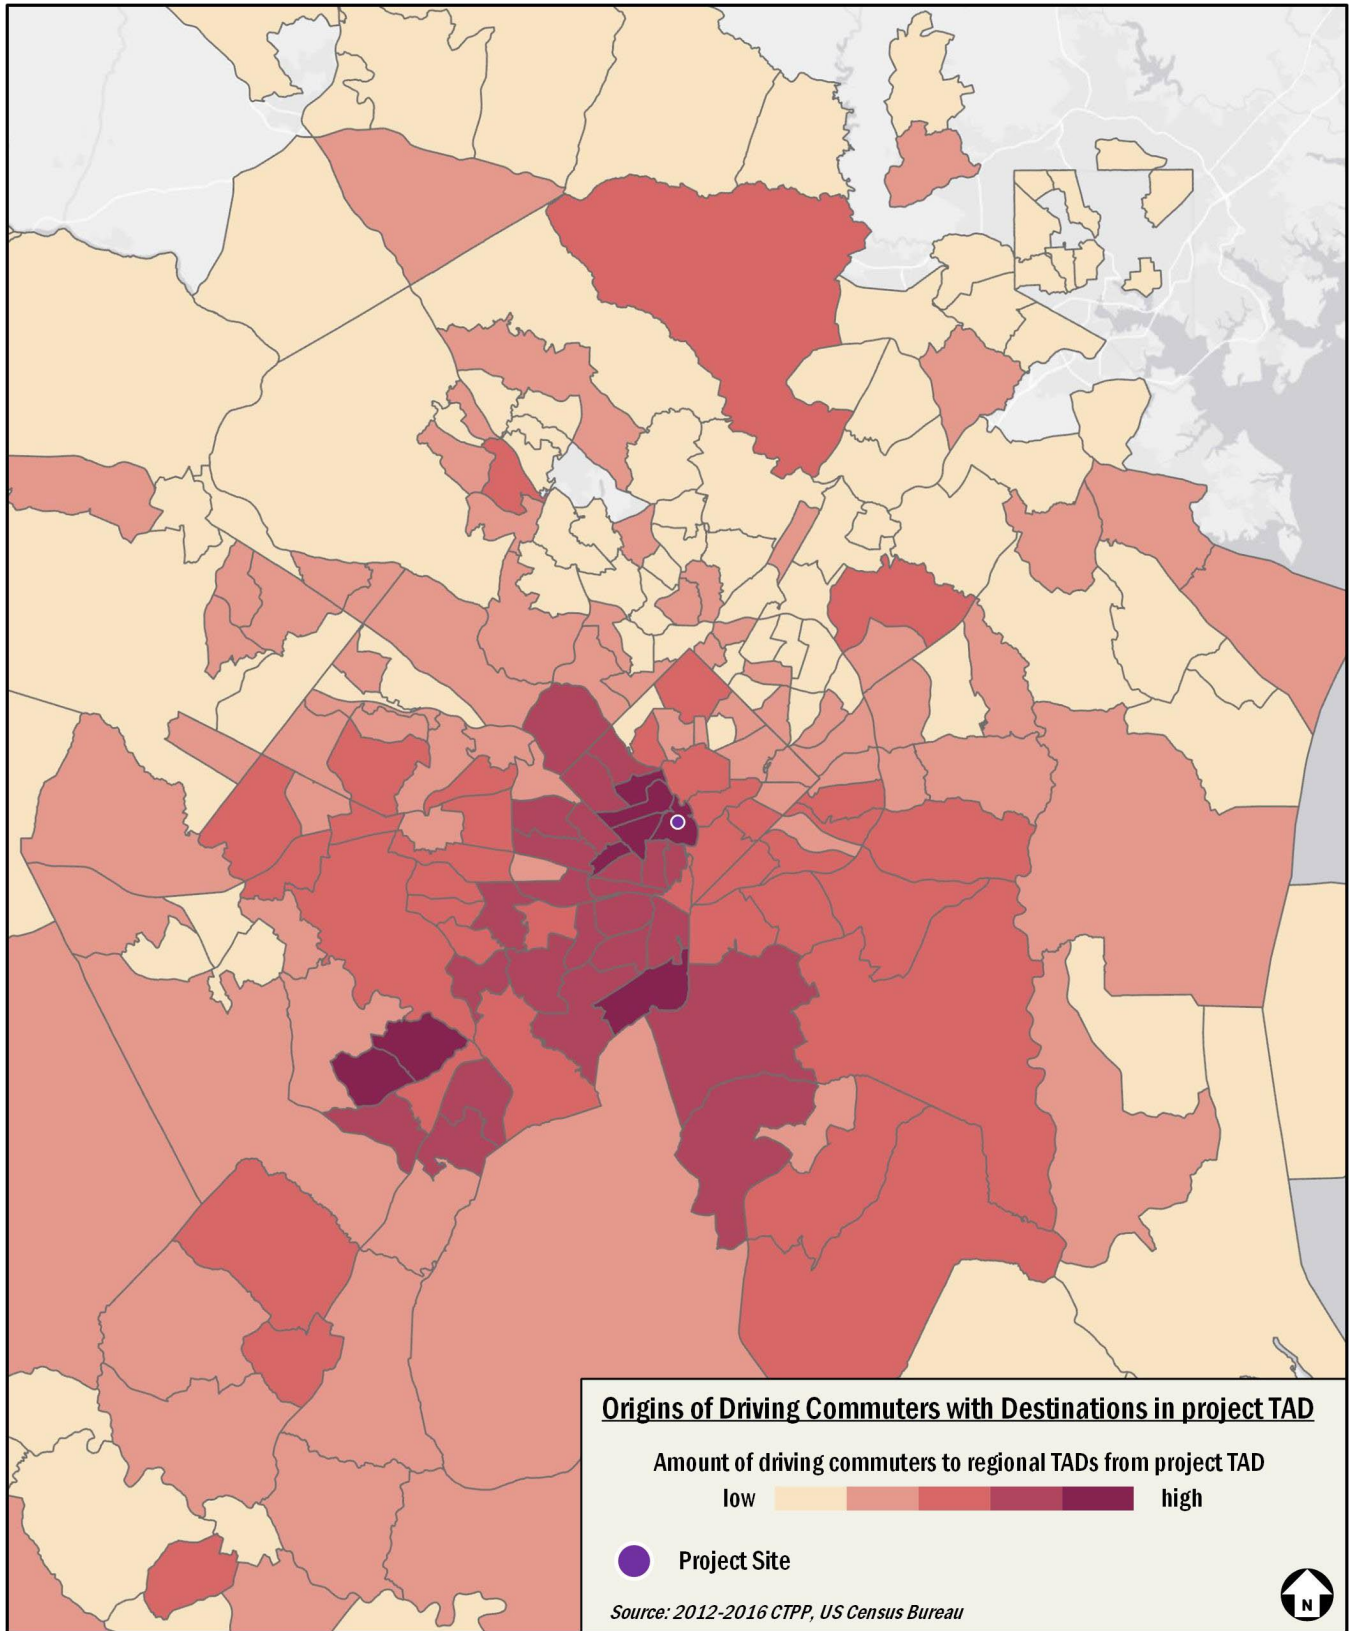 Origins of Driving Commuters with Destinations in project TAD
Amount of driving commuters to regional TADs from project TAD
low high
Project Site
Source: 2012-2016 CTPP, US Census Bureau
N